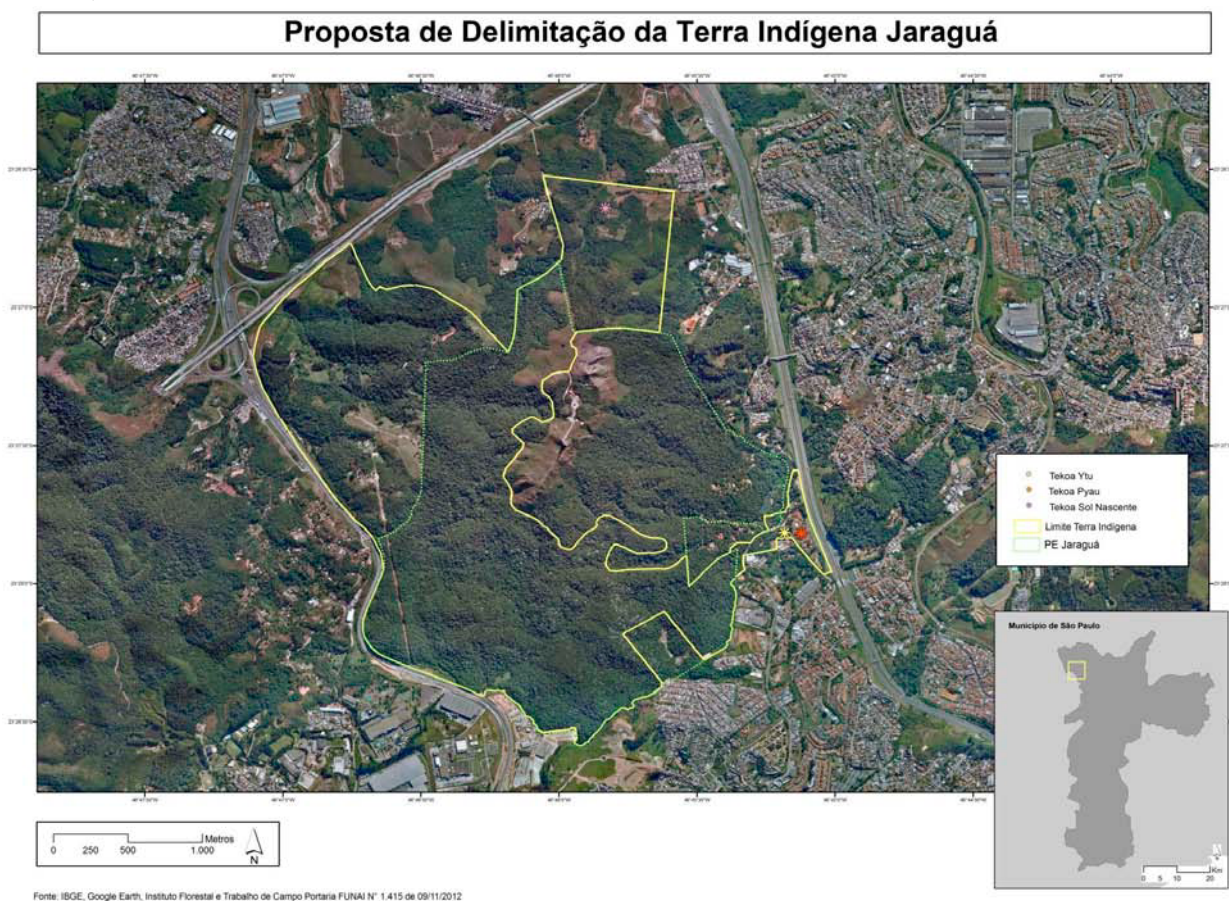 Proposta de Delimitação da Terra Indígena Jaraguá
Tekoa Ytu
Tekoa Pyau
Tekoa Sol Nascente
Limite Terra Indígena
PE Jaraguá
Município de São Paulo
Km
0 5 10 20
Metros
0 250 500 1.000
N
Fonte: IBGE, Google Earth, Instituto Florestal e Trabalho de Campo Portaria FUNAI N° 1.415 de 09/11/2012